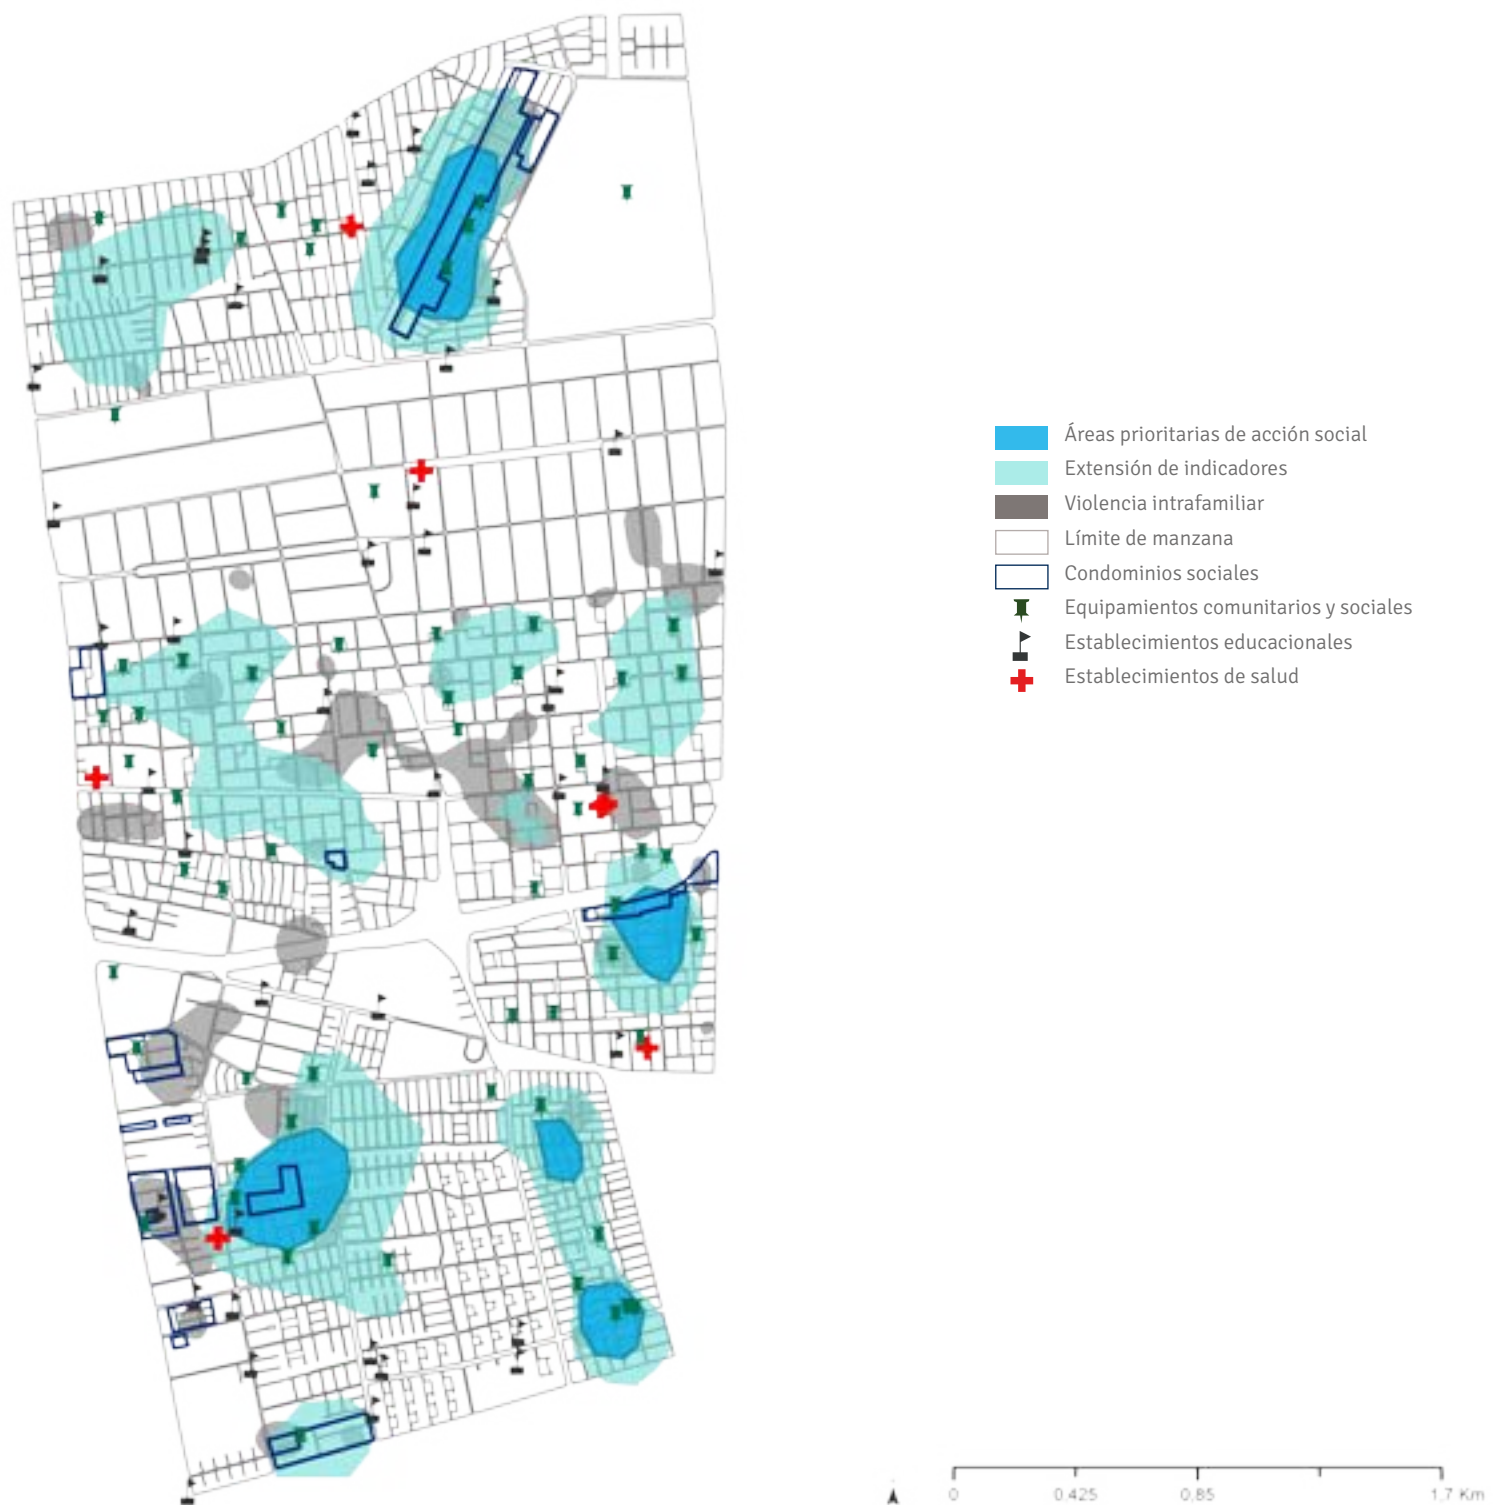 Áreas prioritarias de acción social
Extensión de indicadores
Violencia intrafamiliar
Límite de manzana
Condominios sociales
Equipamientos comunitarios y sociales
Establecimientos educacionales
Establecimientos de salud
0 0,425 0,85 1,7 Km